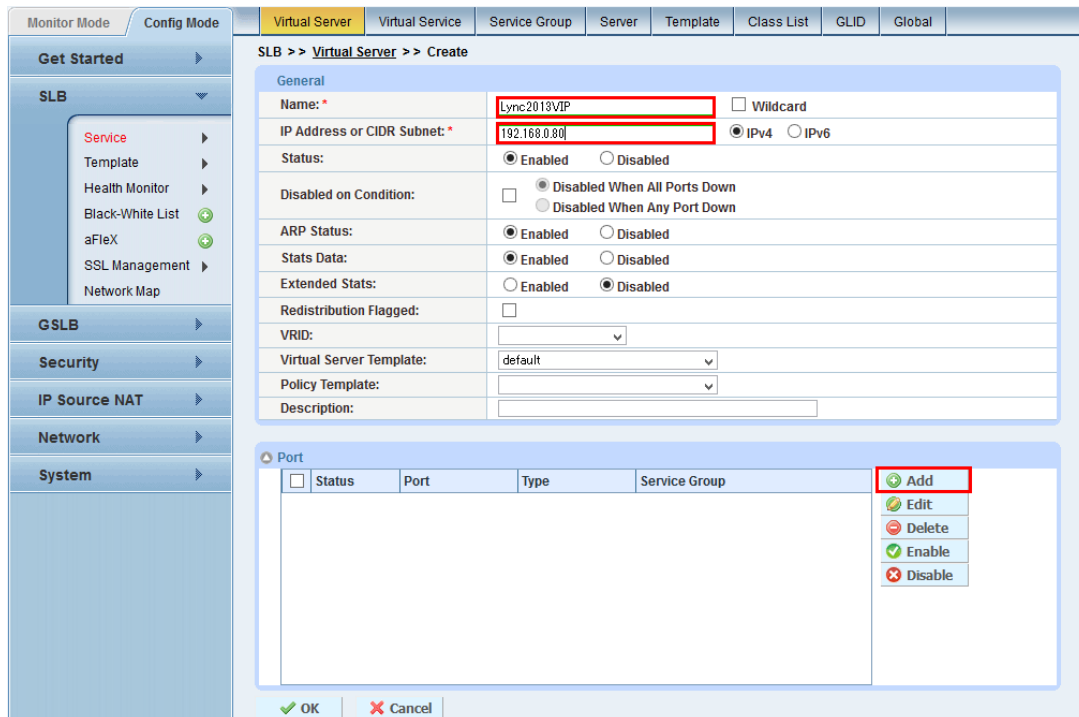 Monitor Mode Config Mode
Virtual Server Virtual Service Service Group Server Template Class List GLID Global
Get Started
SLB
Service
Template
Health Monitor
Black-White List
aFleX
SSL Management
Network Map
GSLB
Security
IP Source NAT
Network
System
SLB >> Virtual Server >> Create
General
Name: * Lync2013VIP Wildcard
IP Address or CIDR Subnet: * 192.168.0.80 IPv4 IPv6
Status: Enabled Disabled
Disabled on Condition: Disabled When All Ports Down
Disabled When Any Port Down
ARP Status: Enabled Disabled
Stats Data: Enabled Disabled
Extended Stats: Enabled Disabled
Redistribution Flagged:
VRID:
Virtual Server Template: default
Policy Template:
Description:
Port
Status Port Type Service Group
Add
Edit
Delete
Enable
Disable
OK Cancel